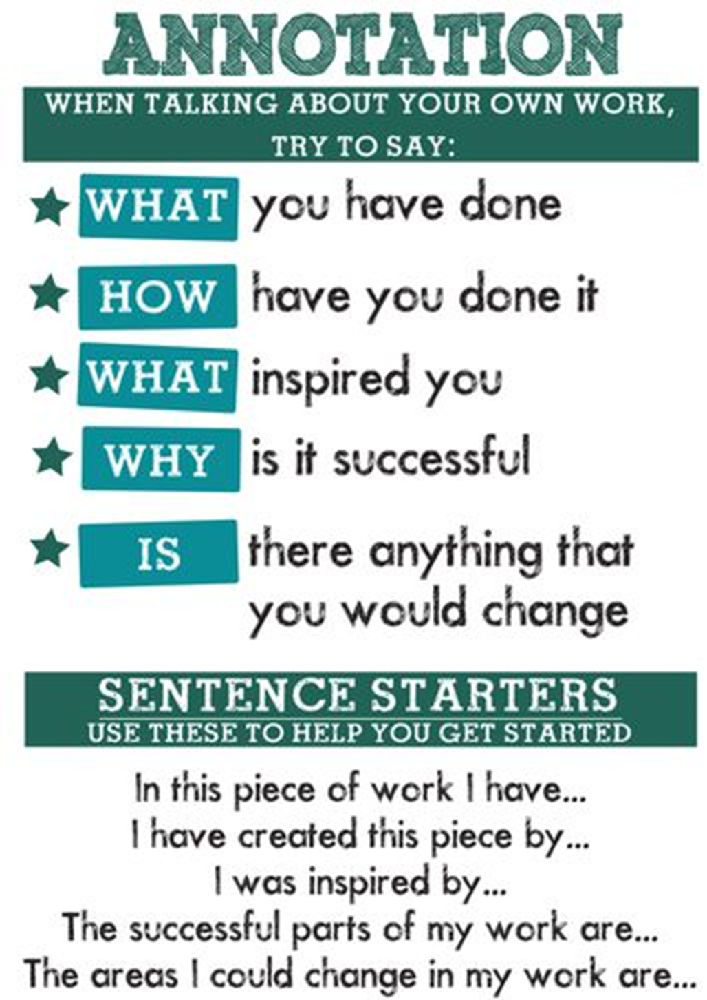 ANNOTATION
WHEN TALKING ABOUT YOUR OWN WORK,
TRY TO SAY:
WHAT you have done
HOW have you done it
WHAT inspired you
WHY is it successful
IS there anything that
you would change
SENTENCE STARTERS
USE THESE TO HELP YOU GET STARTED
In this piece of work I have...
I have created this piece by...
I was inspired by...
The successful parts of my work are...
The areas I could change in my work are...